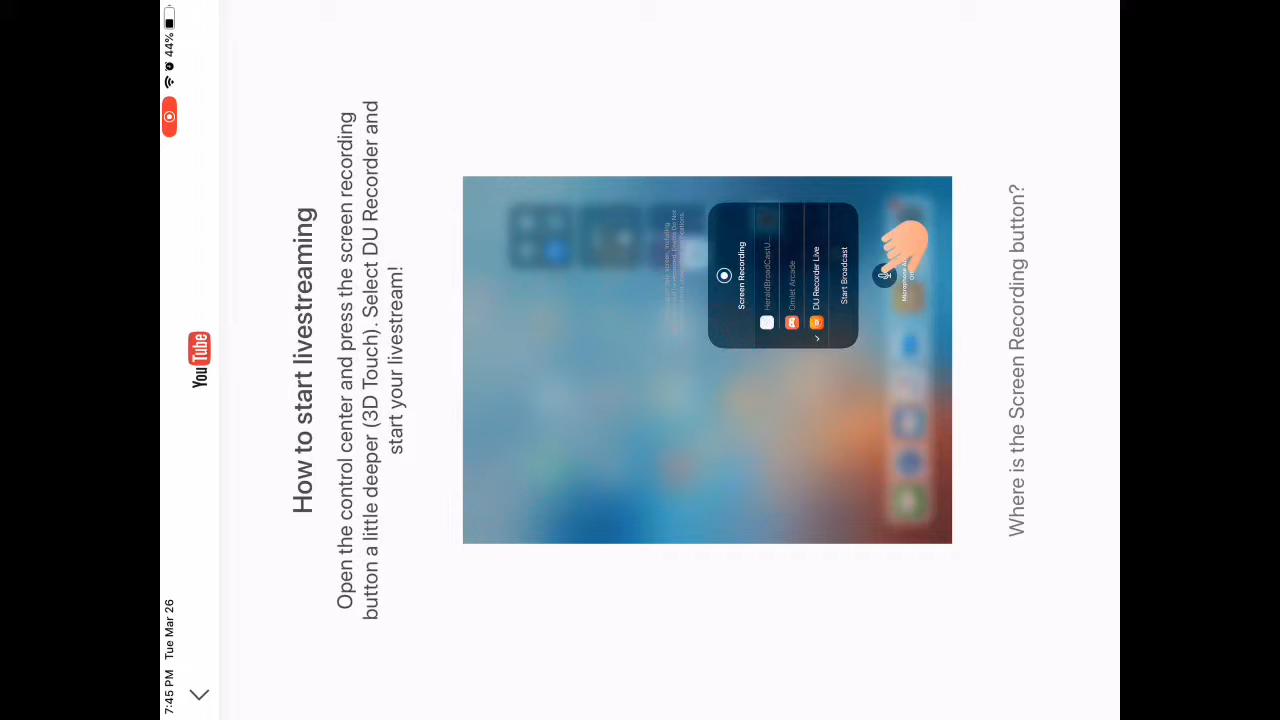 7:45 PM Tue Mar 26
44%
YouTube
How to start livestreaming
Open the control center and press the screen recording
button a little deeper (3D Touch). Select DU Recorder and
start your livestream!
Screen Recording
HeraldBroadCastU...
Omlet Arcade
DU Recorder Live
Start Broadcast
Where is the Screen Recording button?